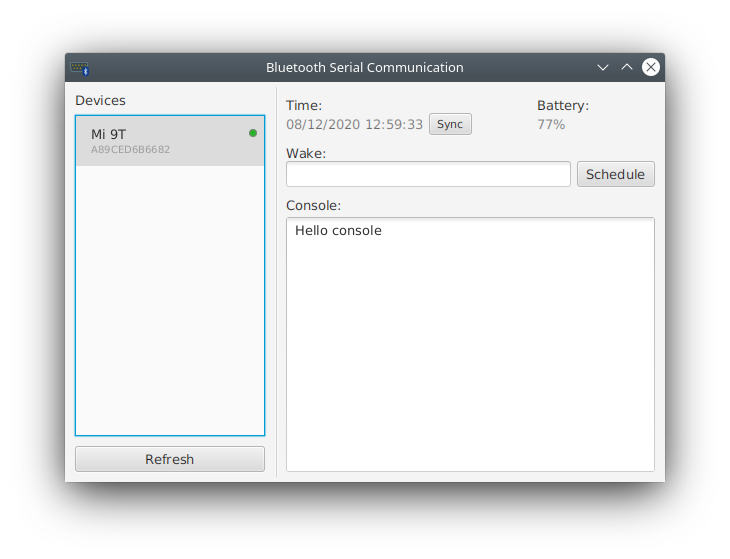 Bluetooth Serial Communication
Devices
Mi 9T
A89CED6B6682
Refresh
Time:
08/12/2020 12:59:33 Sync
Battery:
77%
Wake:
Schedule
Console:
Hello console